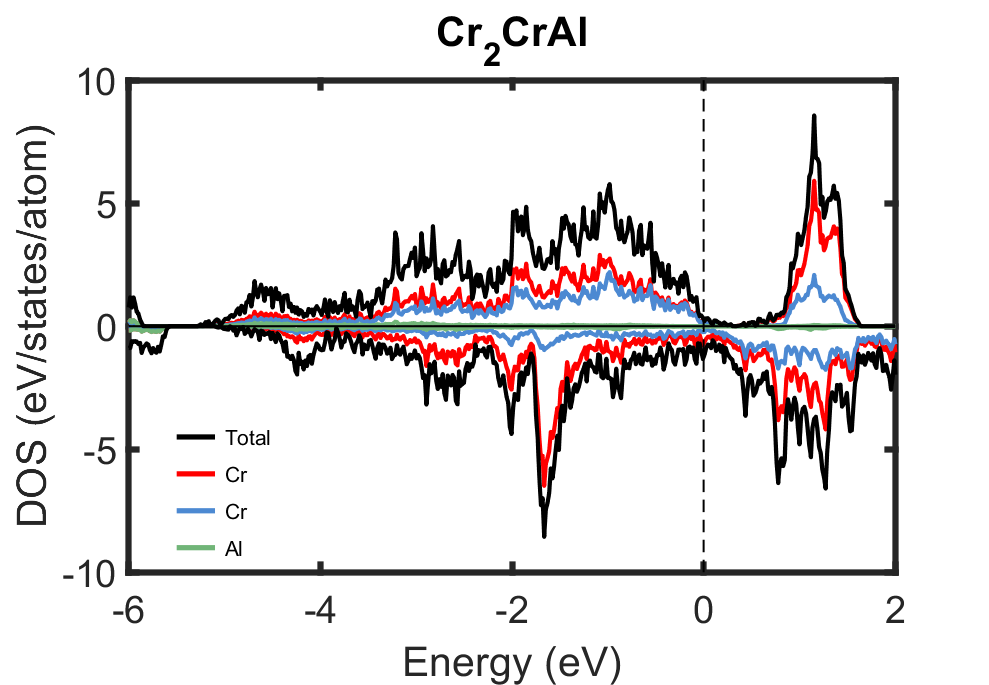 Cr₂CrAl
DOS (eV/states/atom)
10
5
0
-5
-10
Total
Cr
Cr
Al
-6 -4 -2 0 2
Energy (eV)